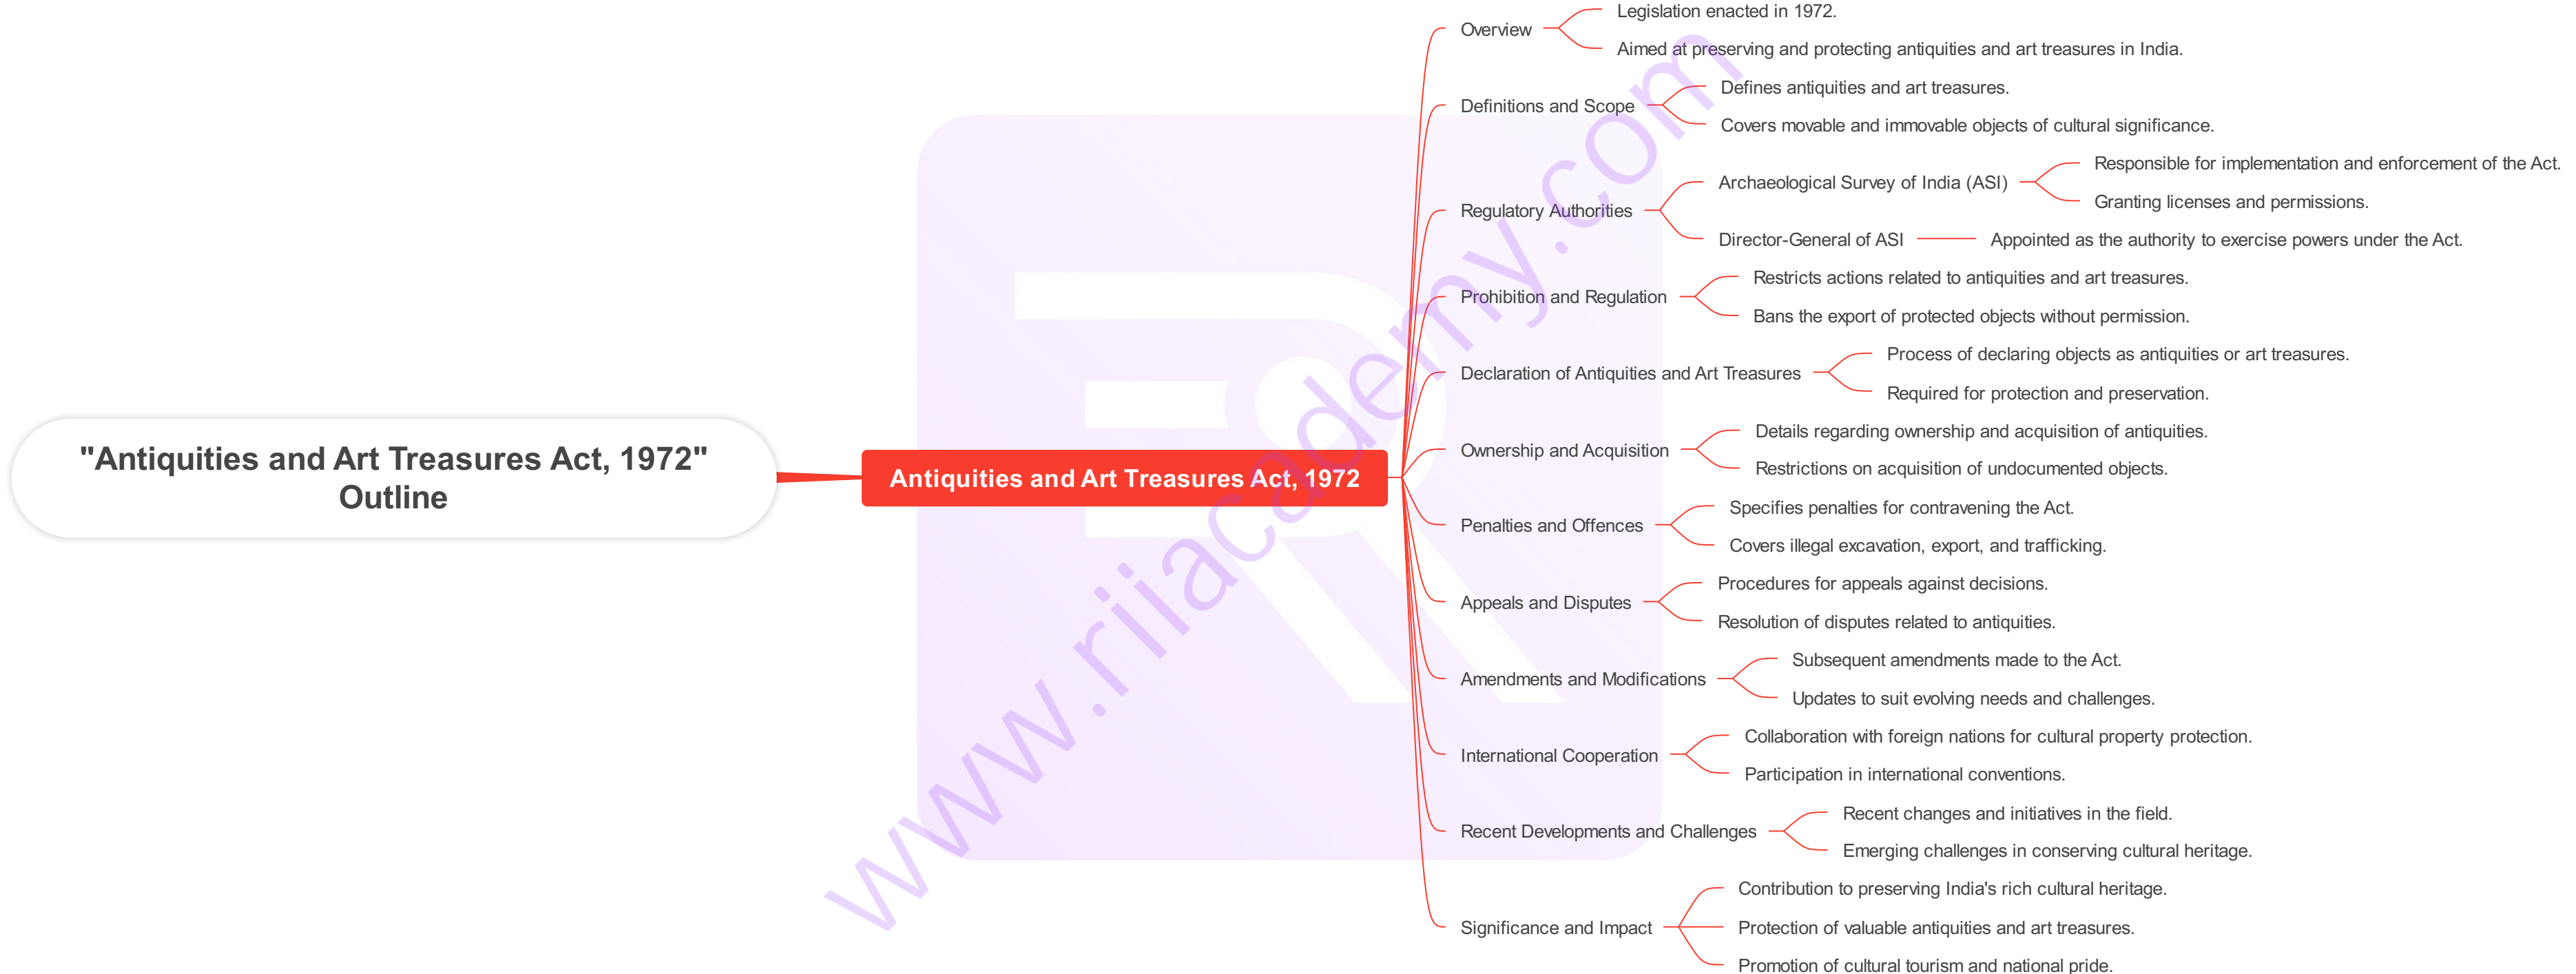 "Antiquities and Art Treasures Act, 1972"
Outline
Antiquities and Art Treasures Act, 1972
Overview
Legislation enacted in 1972.
Aimed at preserving and protecting antiquities and art treasures in India.
Definitions and Scope
Defines antiquities and art treasures.
Covers movable and immovable objects of cultural significance.
Regulatory Authorities
Archaeological Survey of India (ASI)
Responsible for implementation and enforcement of the Act.
Granting licenses and permissions.
Director-General of ASI
Appointed as the authority to exercise powers under the Act.
Prohibition and Regulation
Restricts actions related to antiquities and art treasures.
Bans the export of protected objects without permission.
Declaration of Antiquities and Art Treasures
Process of declaring objects as antiquities or art treasures.
Required for protection and preservation.
Ownership and Acquisition
Details regarding ownership and acquisition of antiquities.
Restrictions on acquisition of undocumented objects.
Penalties and Offences
Specifies penalties for contravening the Act.
Covers illegal excavation, export, and trafficking.
Appeals and Disputes
Procedures for appeals against decisions.
Resolution of disputes related to antiquities.
Amendments and Modifications
Subsequent amendments made to the Act.
Updates to suit evolving needs and challenges.
International Cooperation
Collaboration with foreign nations for cultural property protection.
Participation in international conventions.
Recent Developments and Challenges
Recent changes and initiatives in the field.
Emerging challenges in conserving cultural heritage.
Significance and Impact
Contribution to preserving India's rich cultural heritage.
Protection of valuable antiquities and art treasures.
Promotion of cultural tourism and national pride.
www.riiacademy.com